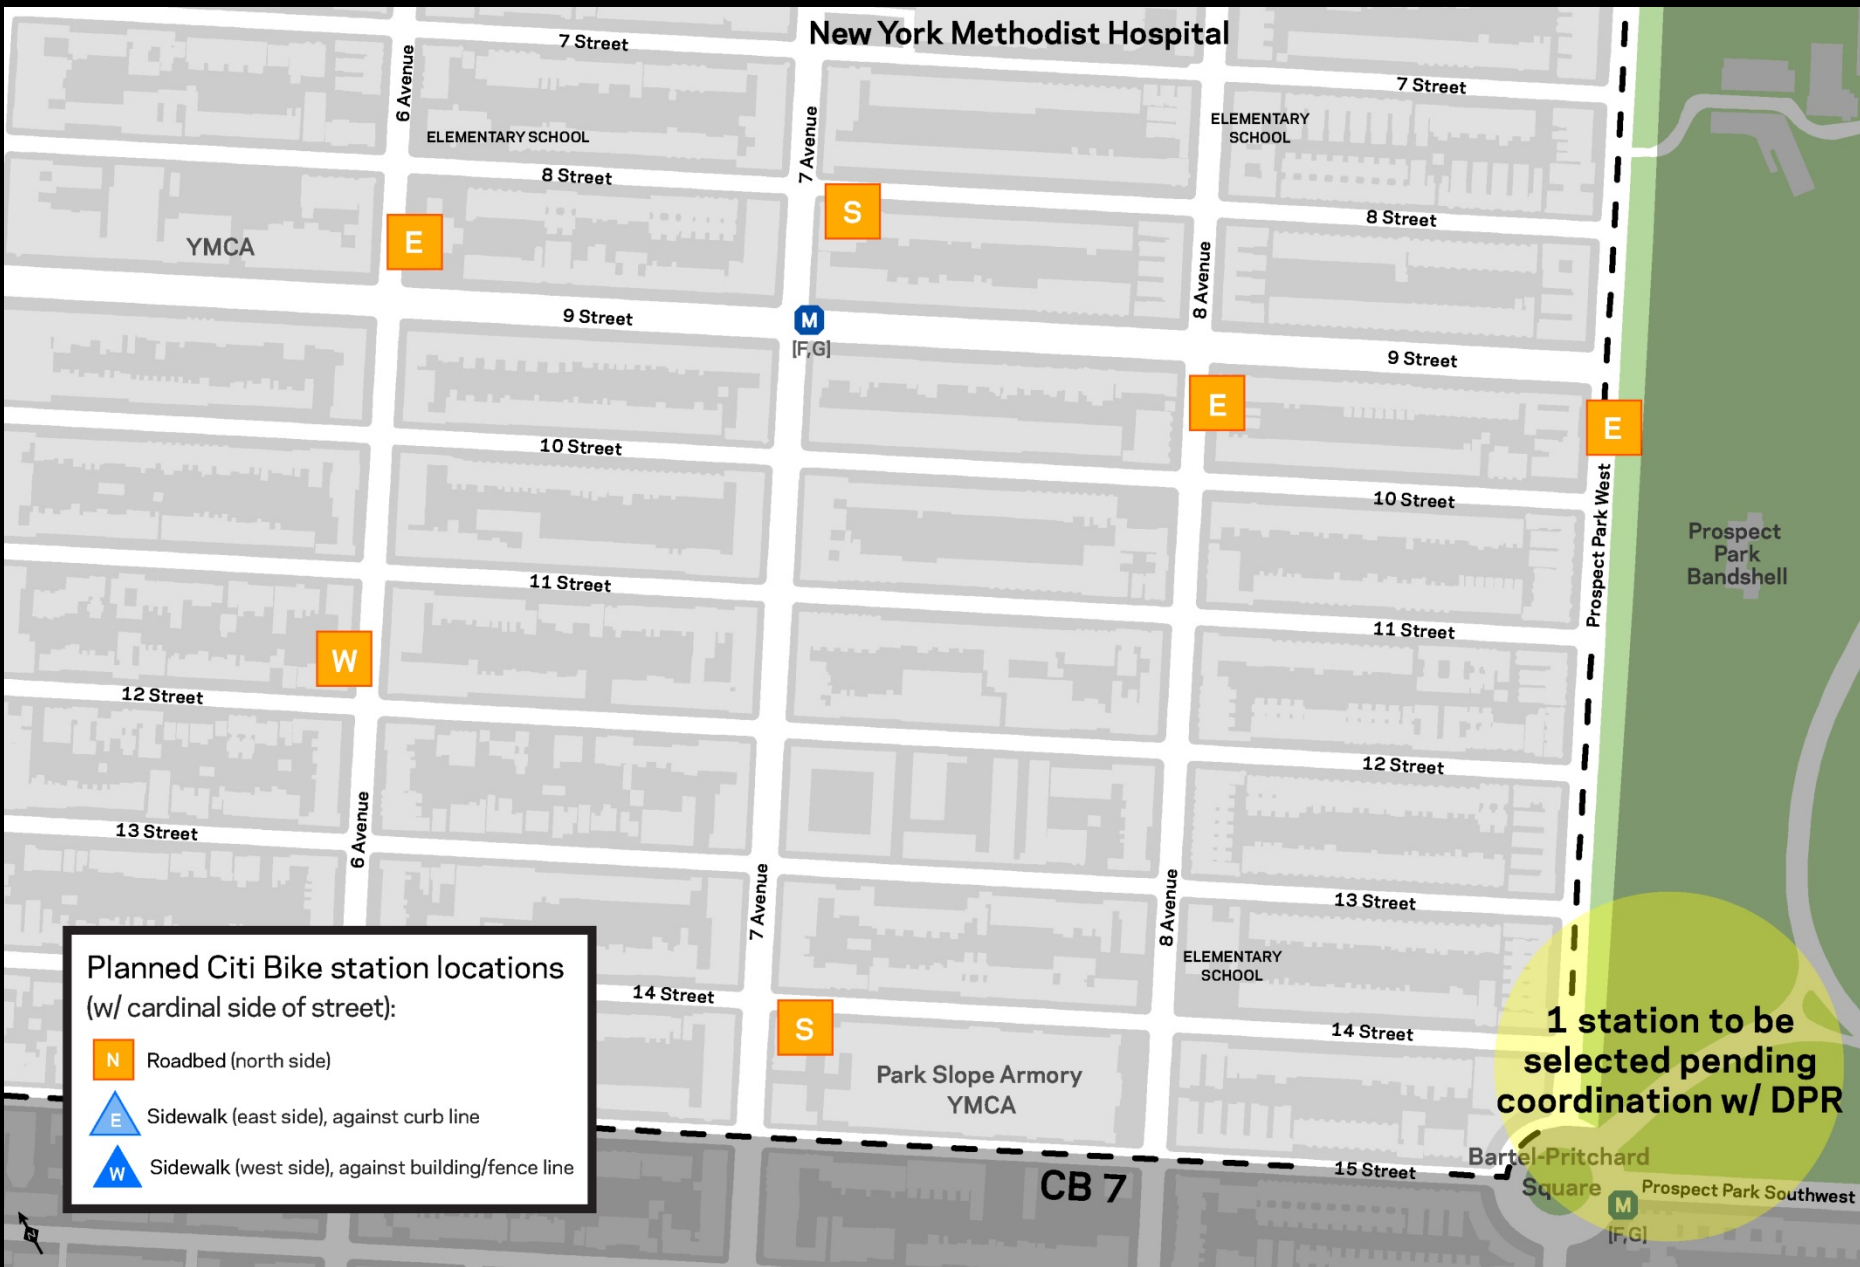 New York Methodist Hospital
7 Street
7 Street
6 Avenue
7 Avenue
ELEMENTARY SCHOOL
ELEMENTARY
SCHOOL
8 Street
8 Street
S
E
YMCA
8 Avenue
9 Street
M
[F,G]
9 Street
E
E
10 Street
10 Street
Prospect Park West
Prospect
Park
Bandshell
11 Street
11 Street
W
12 Street
12 Street
13 Street
6 Avenue
7 Avenue
8 Avenue
13 Street
ELEMENTARY
SCHOOL
14 Street
S
14 Street
Park Slope Armory
YMCA
1 station to be
selected pending
coordination w/ DPR
Planned Citi Bike station locations
(w/ cardinal side of street):
N Roadbed (north side)
E Sidewalk (east side), against curb line
W Sidewalk (west side), against building/fence line
CB 7
15 Street
Bartel-Pritchard
Square
Prospect Park Southwest
M
[F,G]
N